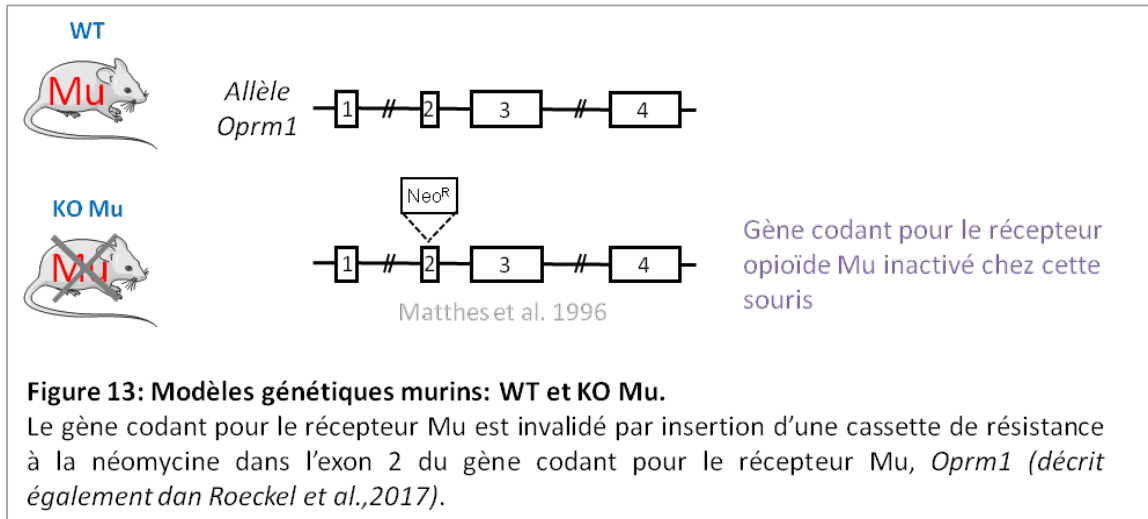 WT
Mu
Allèle
Oprm1
1 // 2 3 // 4
KO Mu
Mu
Neo^R
1 // 2 3 // 4
Matthes et al. 1996
Gène codant pour le récepteur
opioïde Mu inactivé chez cette
souris
Figure 13: Modèles génétiques murins: WT et KO Mu.
Le gène codant pour le récepteur Mu est invalidé par insertion d’une cassette de résistance
à la néomycine dans l’exon 2 du gène codant pour le récepteur Mu, Oprm1 (décrit
également dan Roeckel et al.,2017).